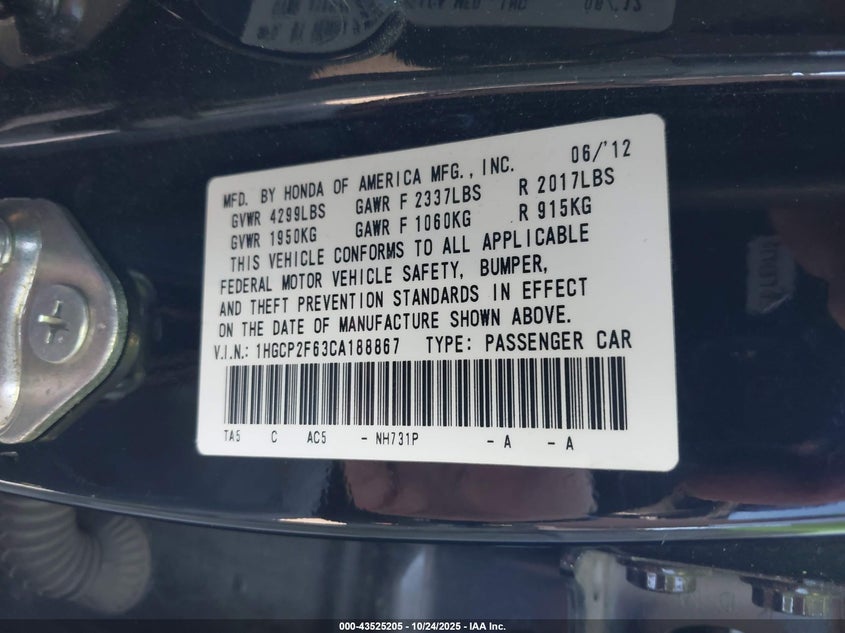 MFD. BY HONDA OF AMERICA MFG., INC. 06/'12
GVWR 4299LBS GAWR F 2337LBS R 2017LBS
GVWR 1950KG GAWR F 1060KG R 915KG
THIS VEHICLE CONFORMS TO ALL APPLICABLE
FEDERAL MOTOR VEHICLE SAFETY, BUMPER,
AND THEFT PREVENTION STANDARDS IN EFFECT
ON THE DATE OF MANUFACTURE SHOWN ABOVE.
V.I.N.: 1HGCP2F63CA188867 TYPE: PASSENGER CAR
TA5 C AC5 - NH731P - A - A
000-43525205 - 10/24/2025 - IAA Inc.